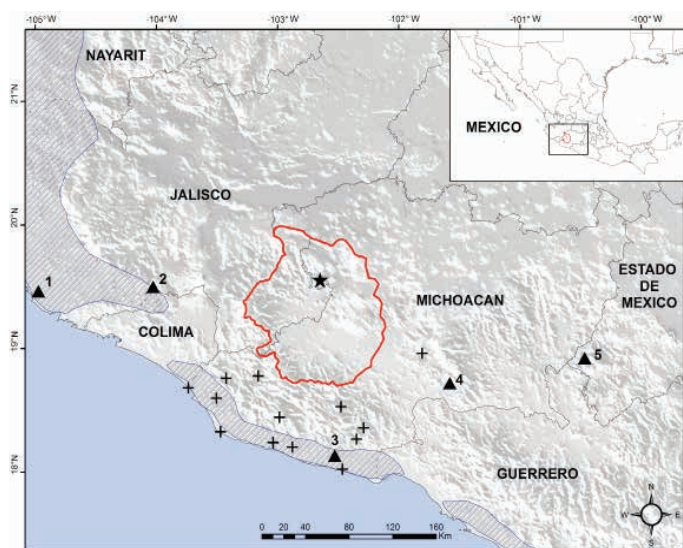 -105°W -104°W -103°W -102°W -101°W -100°W
NAYARIT
21°N
MEXICO
JALISCO
20°N
ESTADO
DE
MEXICO
1
2
MICHOACAN
19°N
COLIMA
5
4
3
18°N
GUERRERO
N
W E
S
0 20 40 80 120 160
Km